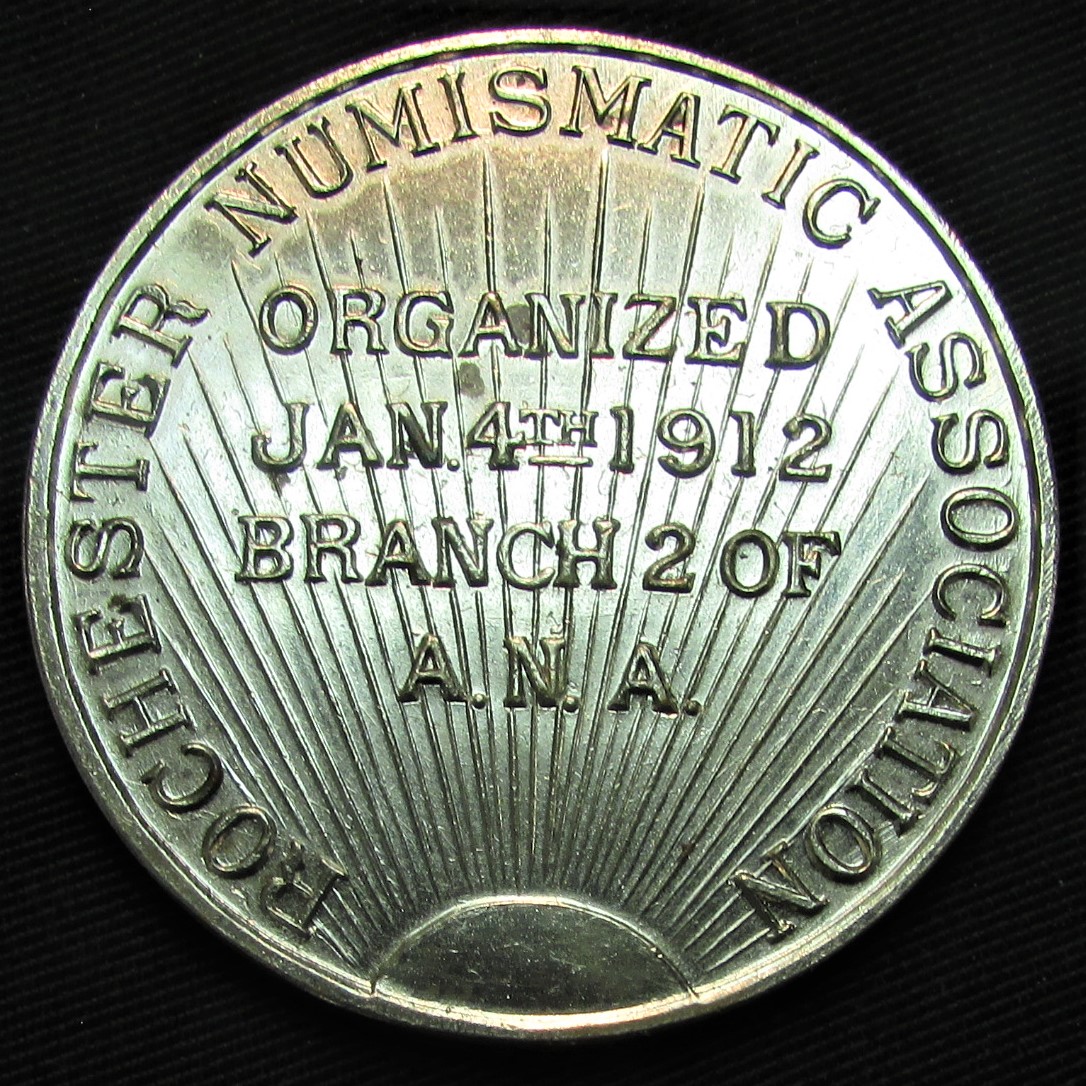 ROCHESTER NUMISMATIC ASSOCIATION
ORGANIZED
JAN. 4TH 1912
BRANCH 2 OF
A. N. A.